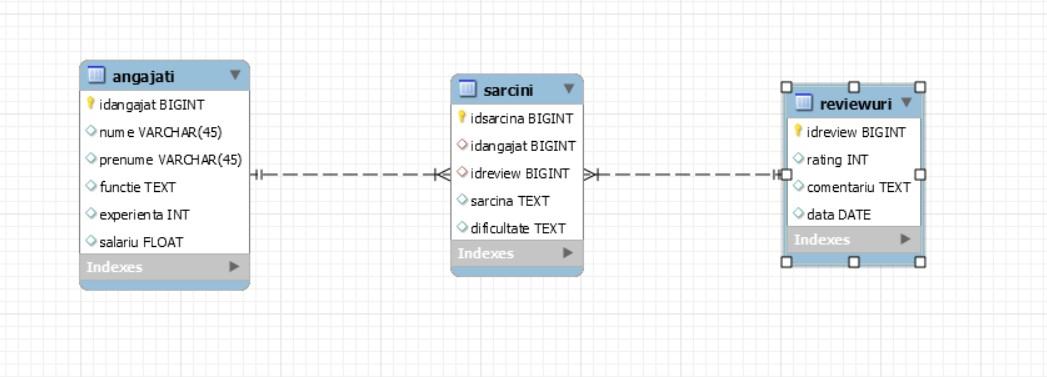 angajati
idangajat BIGINT
nume VARCHAR(45)
prenume VARCHAR(45)
functie TEXT
experienta INT
salariu FLOAT
Indexes
sarcini
idsarcina BIGINT
idangajat BIGINT
idreview BIGINT
sarcina TEXT
dificultate TEXT
Indexes
reviewuri
idreview BIGINT
rating INT
comentariu TEXT
data DATE
Indexes